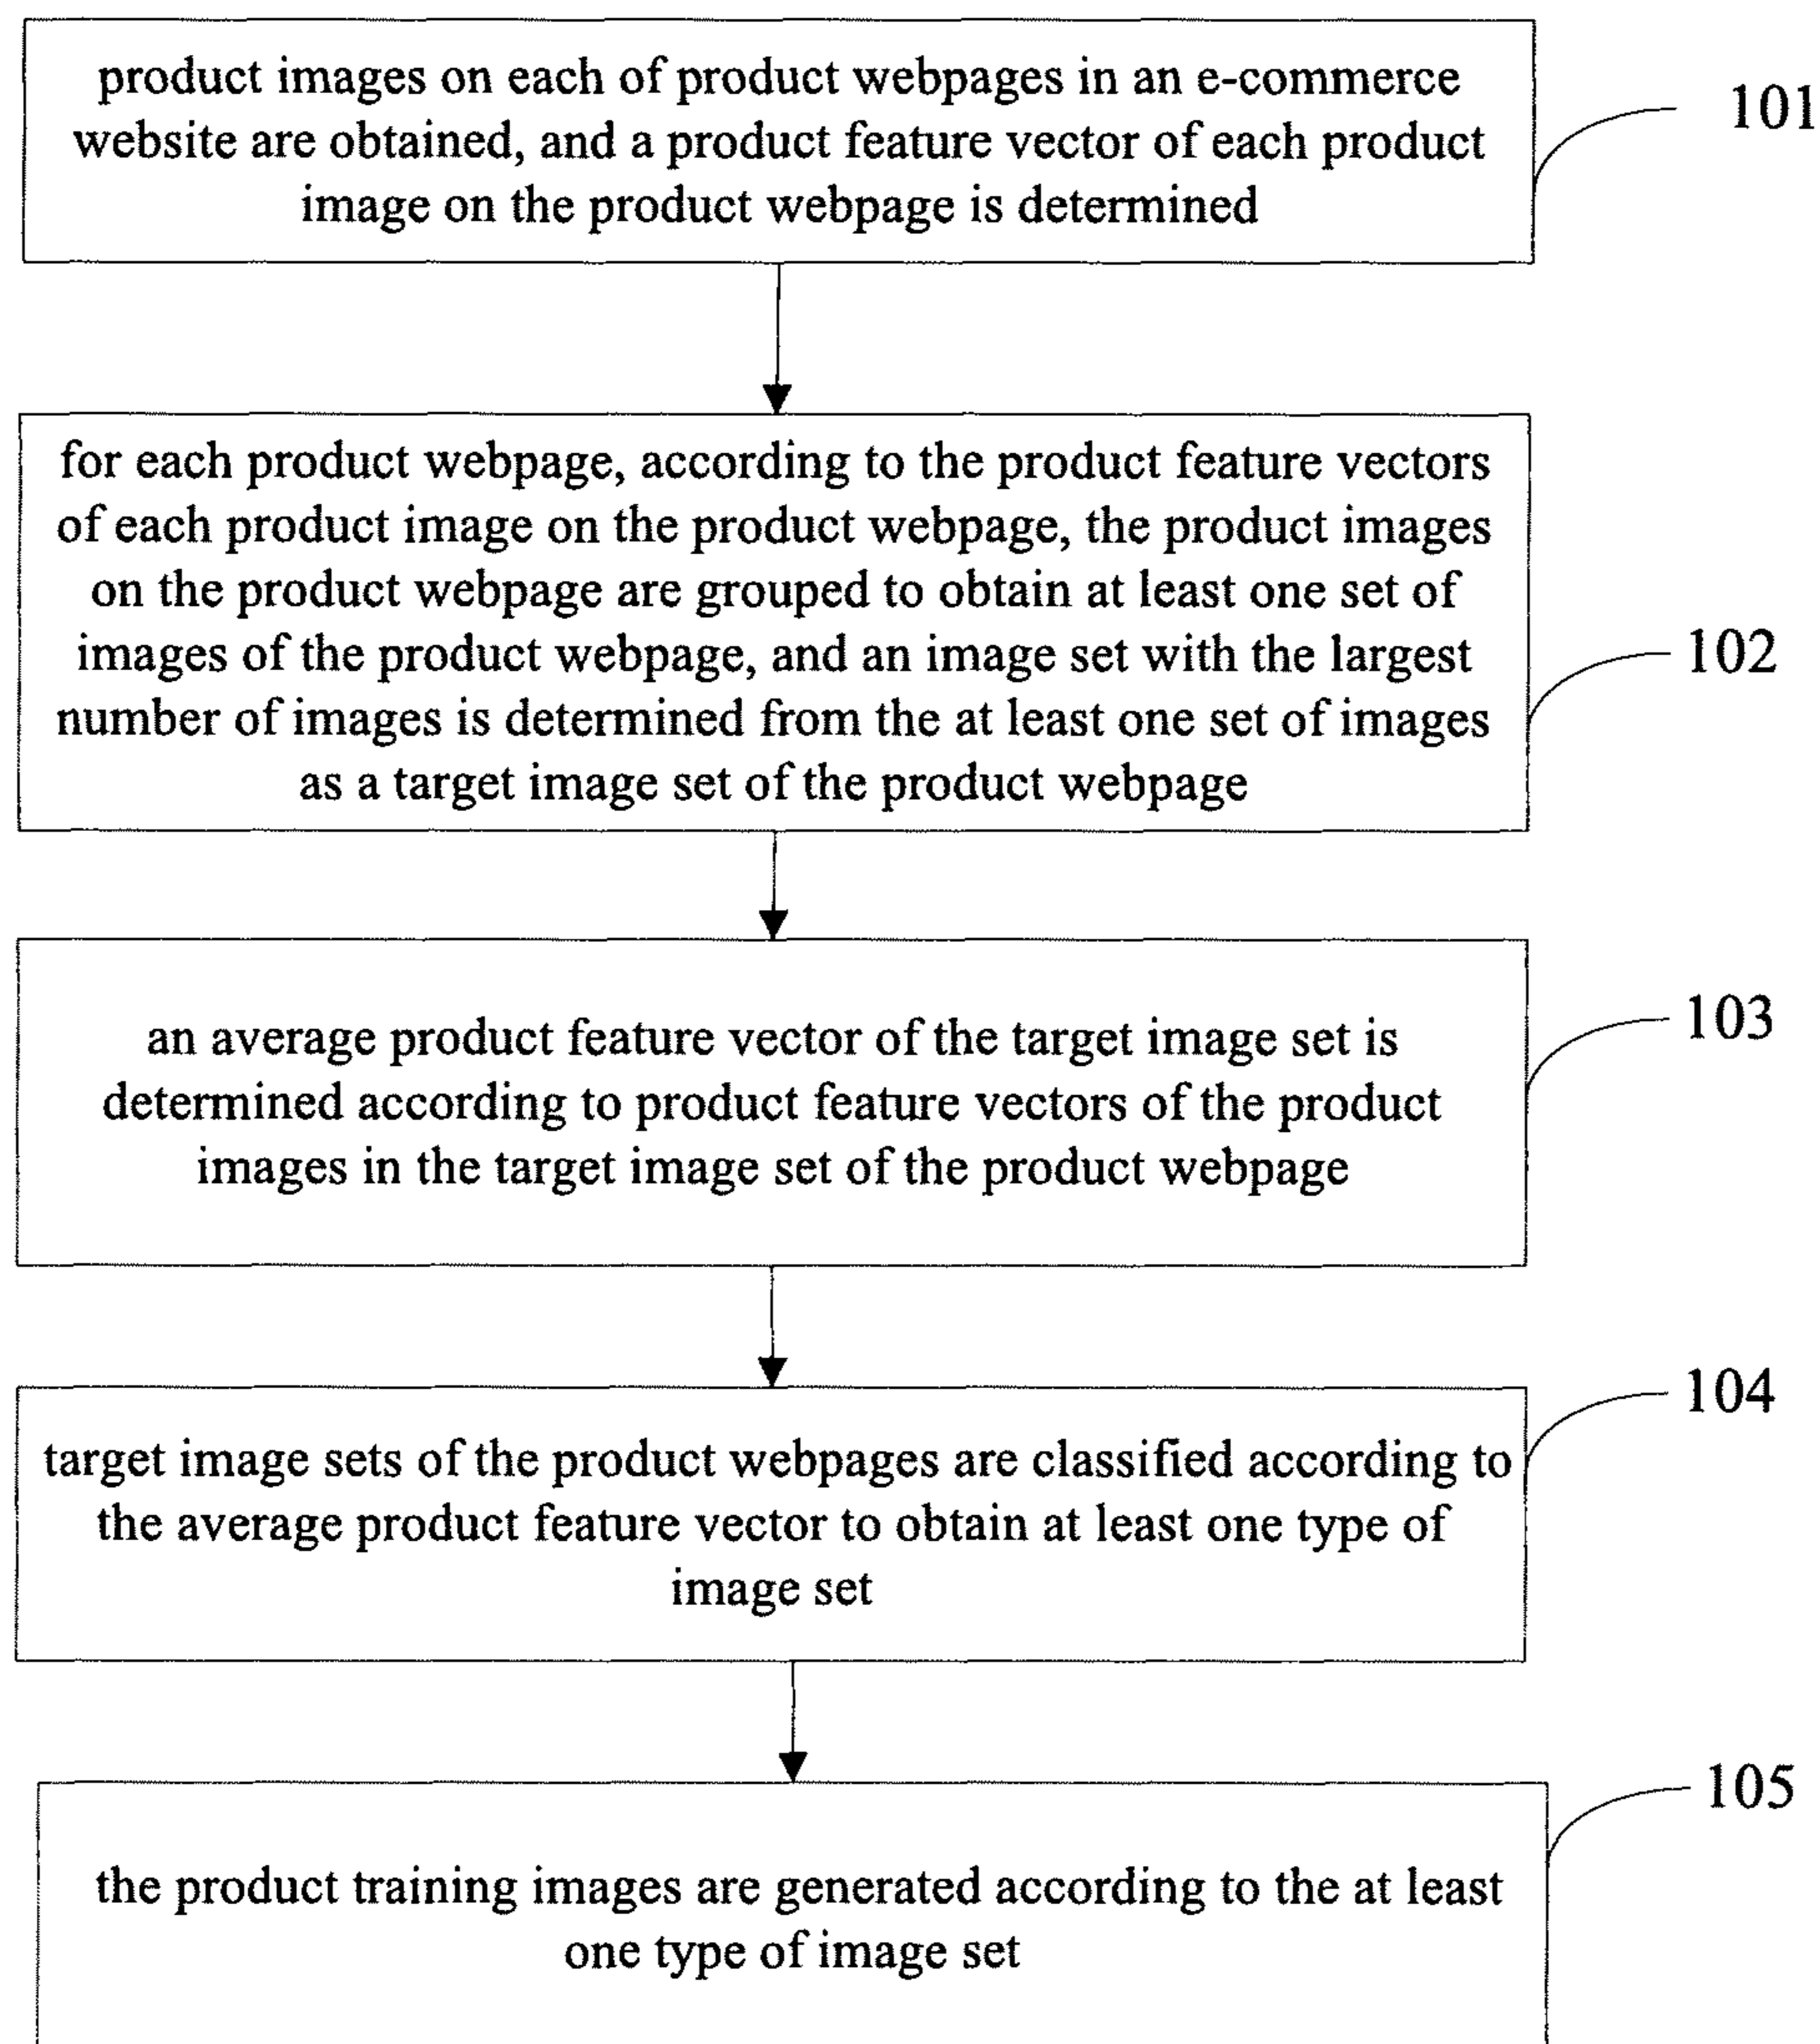 product images on each of product webpages in an e-commerce
website are obtained, and a product feature vector of each product
image on the product webpage is determined
101
for each product webpage, according to the product feature vectors
of each product image on the product webpage, the product images
on the product webpage are grouped to obtain at least one set of
images of the product webpage, and an image set with the largest
number of images is determined from the at least one set of images
as a target image set of the product webpage
102
an average product feature vector of the target image set is
determined according to product feature vectors of the product
images in the target image set of the product webpage
103
target image sets of the product webpages are classified according to
the average product feature vector to obtain at least one type of
image set
104
the product training images are generated according to the at least
one type of image set
105